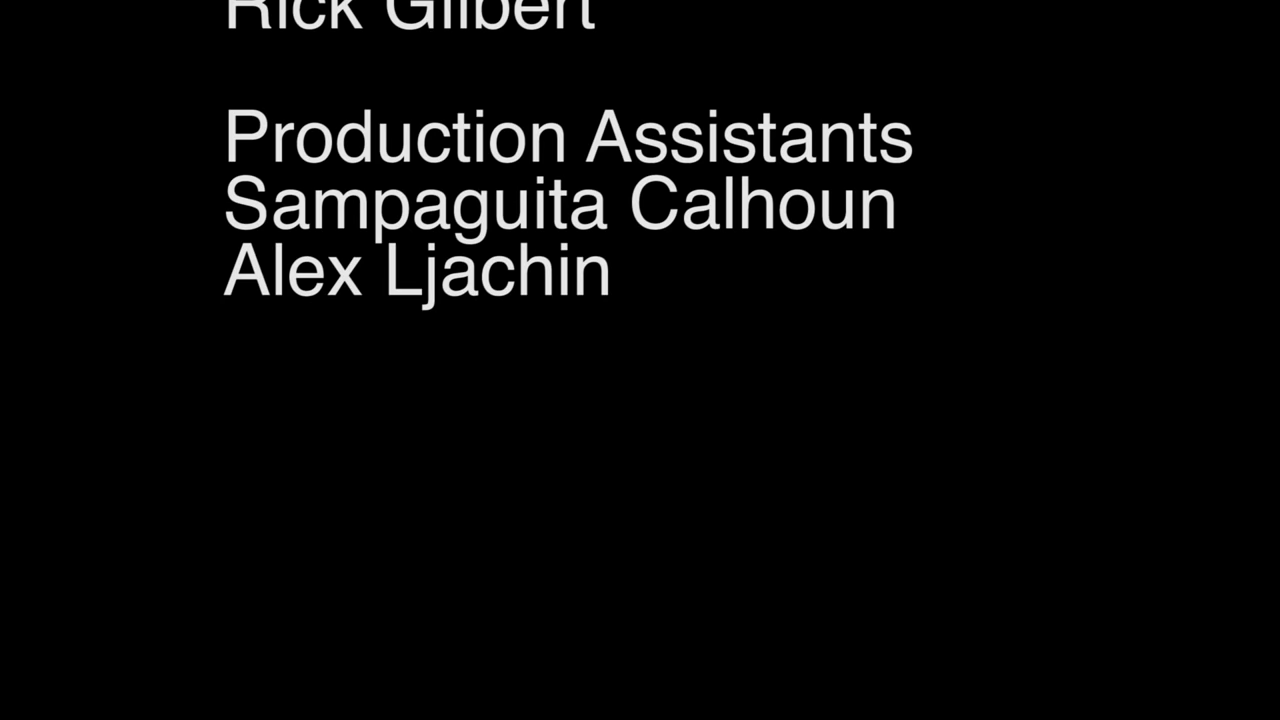 Rick Gilbert
Production Assistants
Sampaguita Calhoun
Alex Ljachin